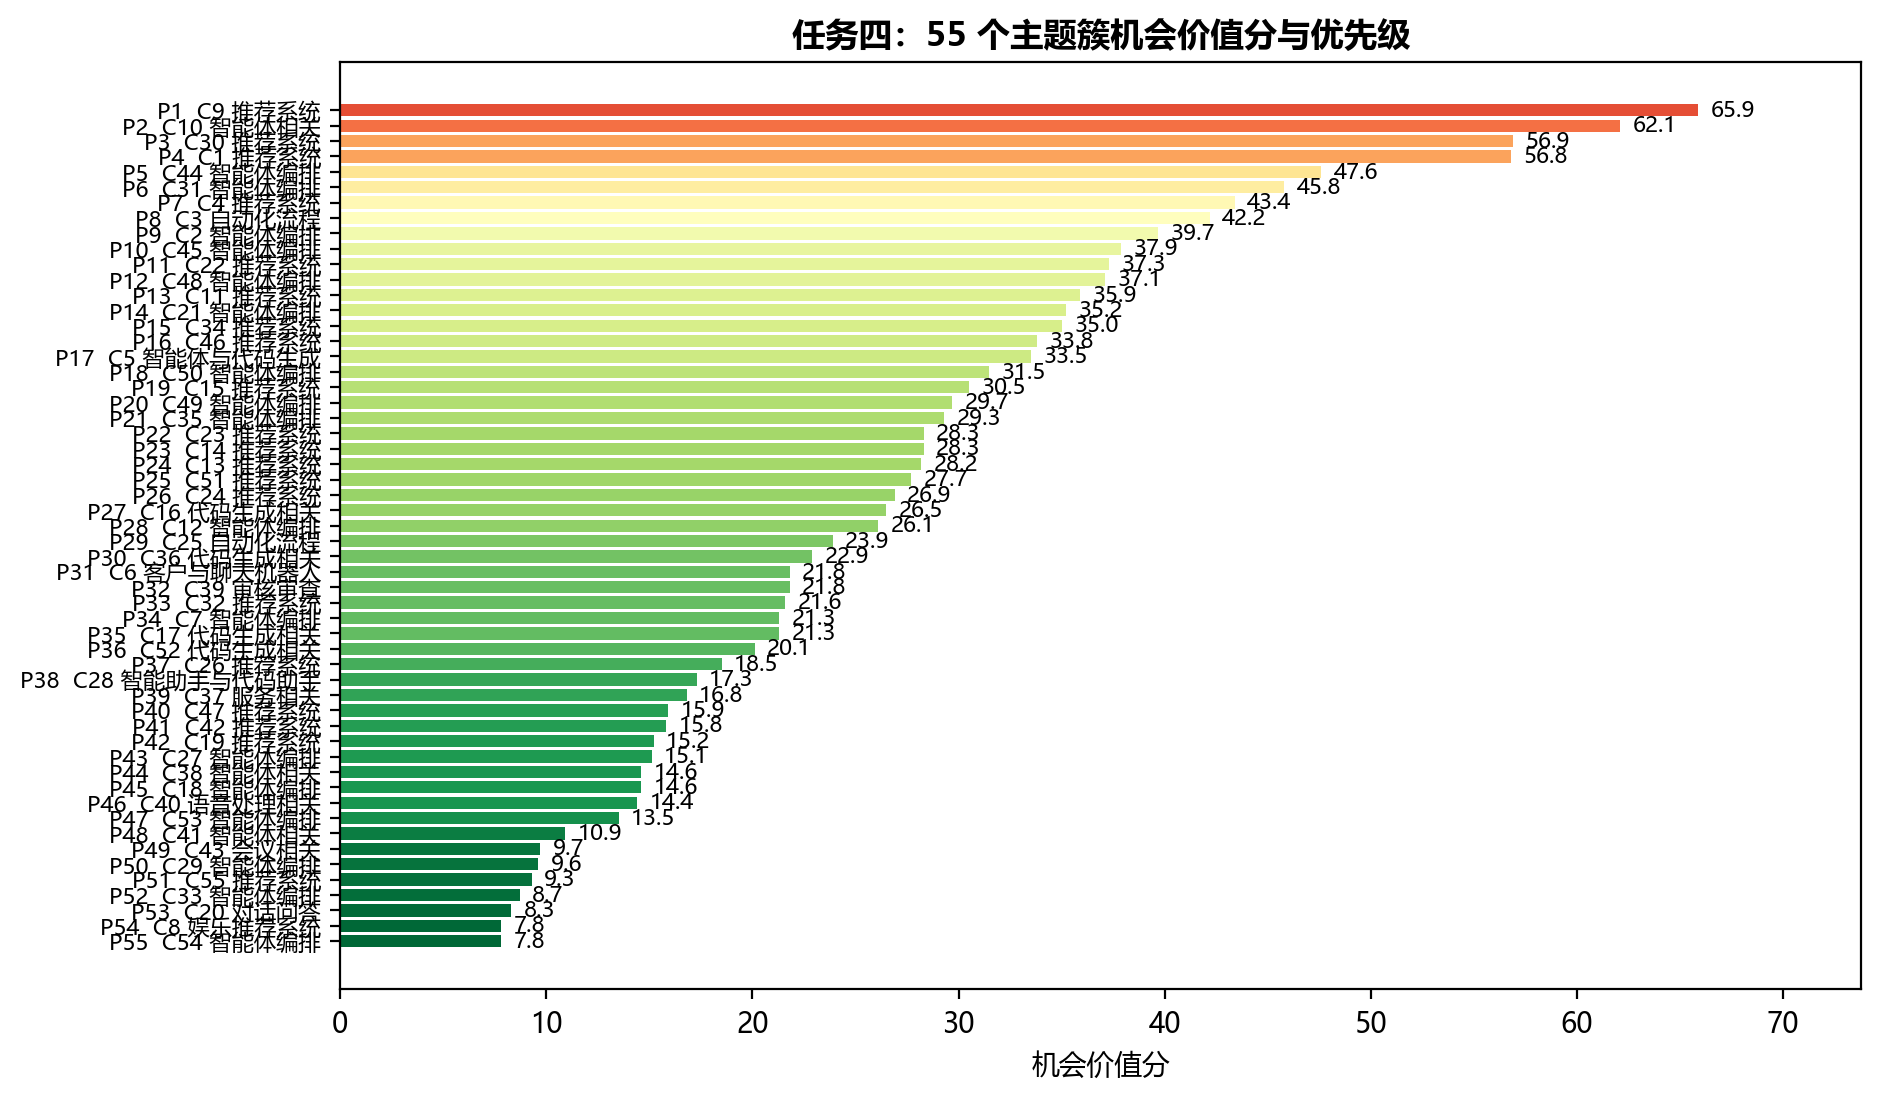 任务四：55 个主题簇机会价值分与优先级
P1 C9 推荐系统 65.9
P2 C10 智能体相关 62.1
P3 C30 推荐系统 56.9
P4 C1 推荐系统 56.8
P5 C44 智能体编排 47.6
P6 C31 智能体编排 45.8
P7 C4 推荐系统 43.4
P8 C3 自动化流程 42.2
P9 C2 智能体编排 39.7
P10 C45 智能体编排 37.9
P11 C22 推荐系统 37.3
P12 C48 智能体编排 37.1
P13 C11 推荐系统 35.9
P14 C21 智能体编排 35.2
P15 C34 推荐系统 35.0
P16 C46 推荐系统 33.8
P17 C5 智能体与代码生成 33.5
P18 C50 智能体编排 31.5
P19 C15 推荐系统 30.5
P20 C49 智能体编排 29.7
P21 C35 智能体编排 29.3
P22 C23 推荐系统 28.3
P23 C14 推荐系统 28.3
P24 C13 推荐系统 28.2
P25 C51 推荐系统 27.7
P26 C24 推荐系统 26.9
P27 C16 代码生成相关 26.5
P28 C12 智能体编排 26.1
P29 C25 自动化流程 23.9
P30 C36 代码生成相关 22.9
P31 C6 客户与聊天机器人 21.8
P32 C39 审核审查 21.8
P33 C32 推荐系统 21.6
P34 C7 智能体编排 21.3
P35 C17 代码生成相关 21.3
P36 C52 代码生成相关 20.1
P37 C26 推荐系统 18.5
P38 C28 智能助手与代码助手 17.3
P39 C37 服务相关 16.8
P40 C47 推荐系统 15.9
P41 C42 推荐系统 15.8
P42 C19 推荐系统 15.2
P43 C27 智能体编排 15.1
P44 C38 智能体相关 14.6
P45 C18 智能体编排 14.6
P46 C40 语音处理相关 14.4
P47 C53 智能体编排 13.5
P48 C41 智能体相关 10.9
P49 C43 会议相关 9.7
P50 C29 智能体编排 9.6
P51 C55 推荐系统 9.3
P52 C33 智能体编排 8.7
P53 C20 对话问答 8.3
P54 C8 娱乐推荐系统 7.8
P55 C54 智能体编排 7.8
0 10 20 30 40 50 60 70
机会价值分